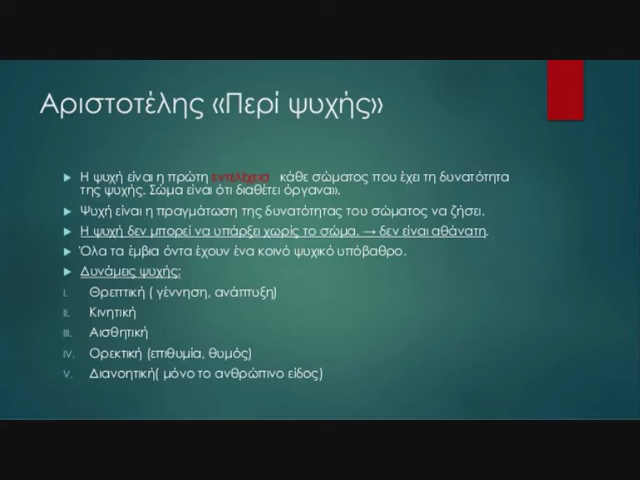 Αριστοτέλης «Περί ψυχής»
Η ψυχή είναι η πρώτη εντελέχεια κάθε σώματος που έχει τη δυνατότητα
της ψυχής. Σώμα είναι ότι διαθέτει όργανα».
Ψυχή είναι η πραγμάτωση της δυνατότητας του σώματος να ζήσει.
Η ψυχή δεν μπορεί να υπάρξει χωρίς το σώμα. → δεν είναι αθάνατη.
Όλα τα έμβια όντα έχουν ένα κοινό ψυχικό υπόβαθρο.
Δυνάμεις ψυχής:
I. Θρεπτική ( γέννηση, ανάπτυξη)
II. Κινητική
III. Αισθητική
IV. Ορεκτική (επιθυμία, θυμός)
V. Διανοητική( μόνο το ανθρώπινο είδος)